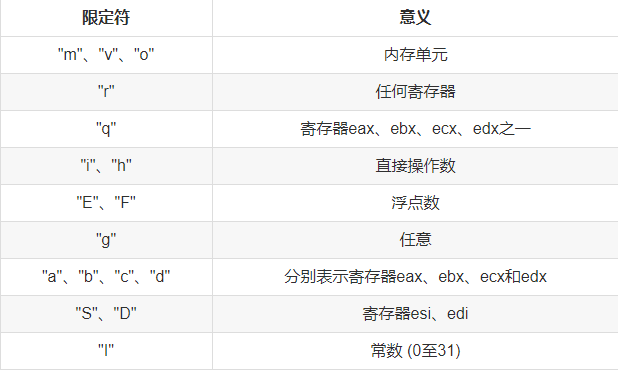 限定符 意义
"m"、"v"、"o" 内存单元
"r" 任何寄存器
"q" 寄存器eax、ebx、ecx、edx之一
"i"、"h" 直接操作数
"E"、"F" 浮点数
"g" 任意
"a"、"b"、"c"、"d" 分别表示寄存器eax、ebx、ecx和edx
"S"、"D" 寄存器esi、edi
"I" 常数 (0至31)